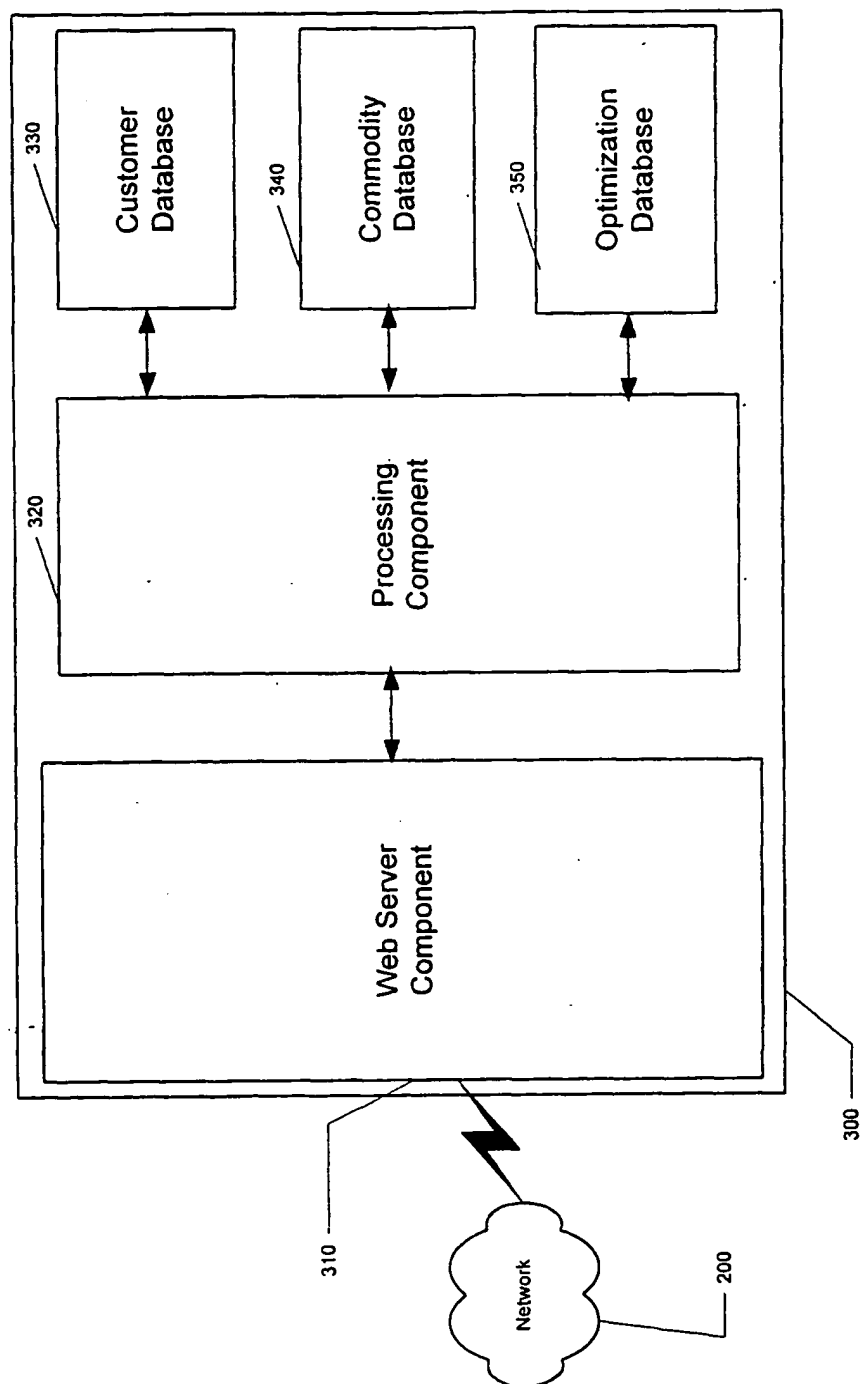 330
Customer
Database
340
Commodity
Database
350
Optimization
Database
320
Processing
Component
Web Server
Component
310
300
Network
200